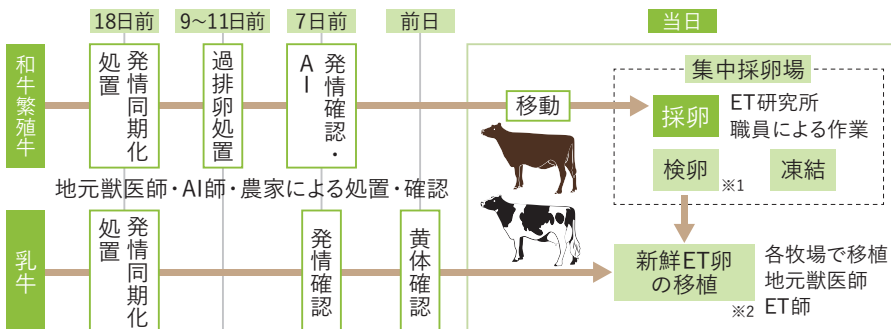 18日前
9〜11日前
7日前
前日
当日
和牛繁殖牛
発情同期化
処置
過排卵処置
発情確認・
AI
移動
集中採卵場
採卵
ET研究所
職員による作業
検卵
※1
凍結
地元獣医師・AI師・農家による処置・確認
乳牛
発情同期化
処置
発情確認
黄体確認
新鮮ET卵
の移植
※2
各牧場で移植
地元獣医師
ET師